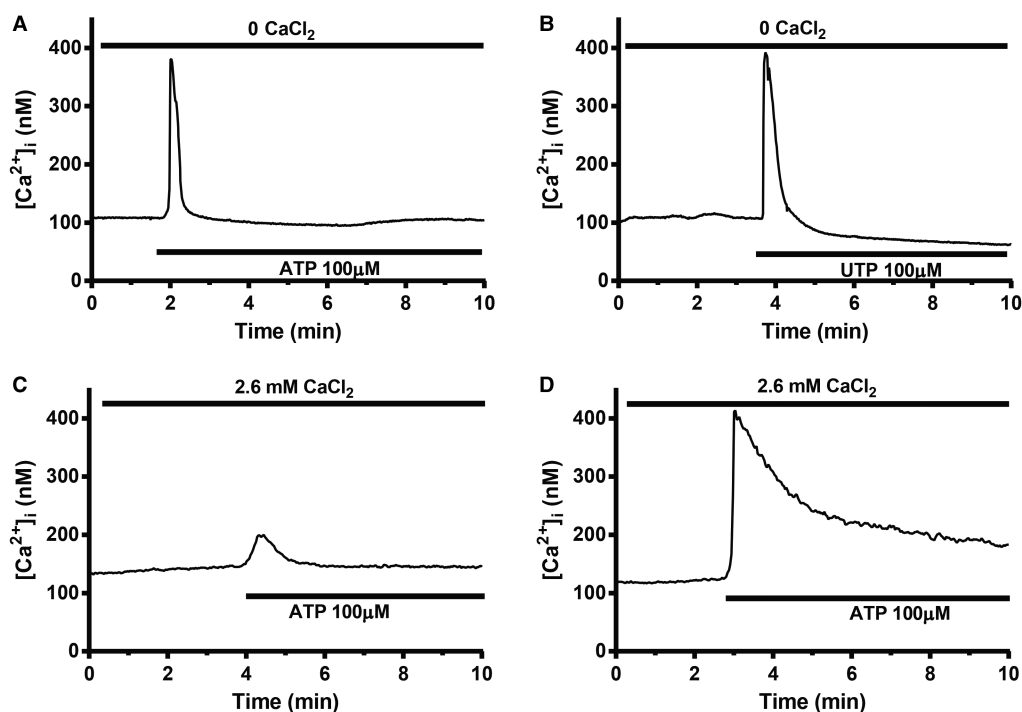 A
0 CaCl₂
400
300
200
100
0
[Ca²⁺]ᵢ (nM)
ATP 100µM
0 2 4 6 8 10
Time (min)
B
0 CaCl₂
400
300
200
100
0
[Ca²⁺]ᵢ (nM)
UTP 100µM
0 2 4 6 8 10
Time (min)
C
2.6 mM CaCl₂
400
300
200
100
0
[Ca²⁺]ᵢ (nM)
ATP 100µM
0 2 4 6 8 10
Time (min)
D
2.6 mM CaCl₂
400
300
200
100
0
[Ca²⁺]ᵢ (nM)
ATP 100µM
0 2 4 6 8 10
Time (min)